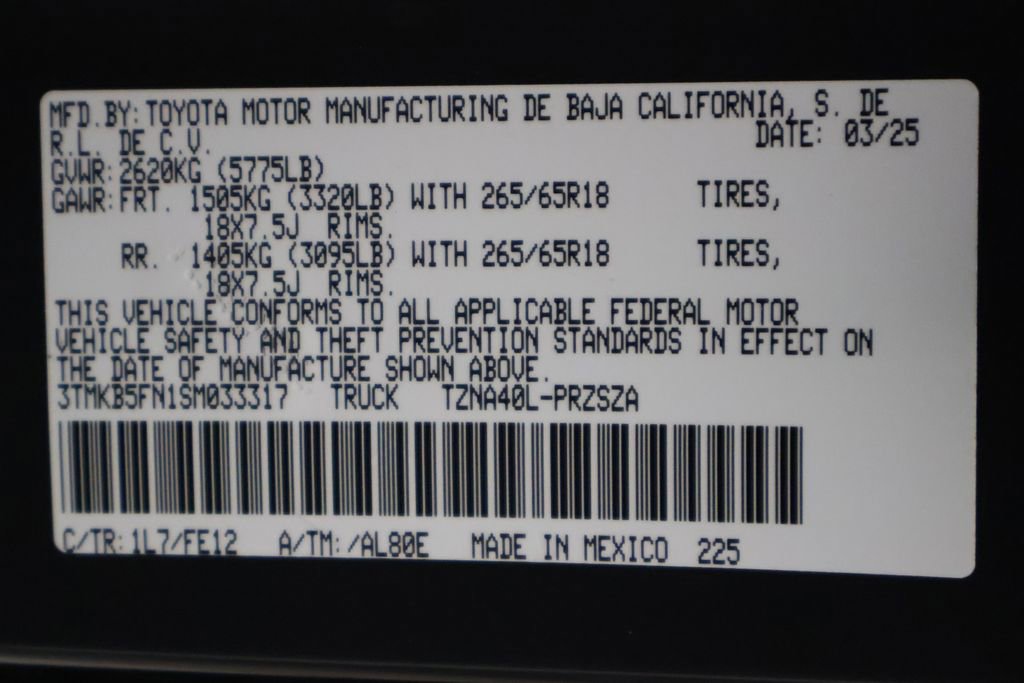 MFD.BY: TOYOTA MOTOR MANUFACTURING DE BAJA CALIFORNIA, S. DE
R.L. DE C.V. DATE: 03/25
GVWR: 2620KG (5775LB)
GAWR: FRT. 1505KG (3320LB) WITH 265/65R18 TIRES,
18X7.5J RIMS.
RR. 1405KG (3095LB) WITH 265/65R18 TIRES,
18X7.5J RIMS.
THIS VEHICLE CONFORMS TO ALL APPLICABLE FEDERAL MOTOR
VEHICLE SAFETY AND THEFT PREVENTION STANDARDS IN EFFECT ON
THE DATE OF MANUFACTURE SHOWN ABOVE.
3TMKB5FN1SM033317 TRUCK TZNA40L-PRZSZA
C/TR: 1L7/FE12 A/TM: /AL80E MADE IN MEXICO 225